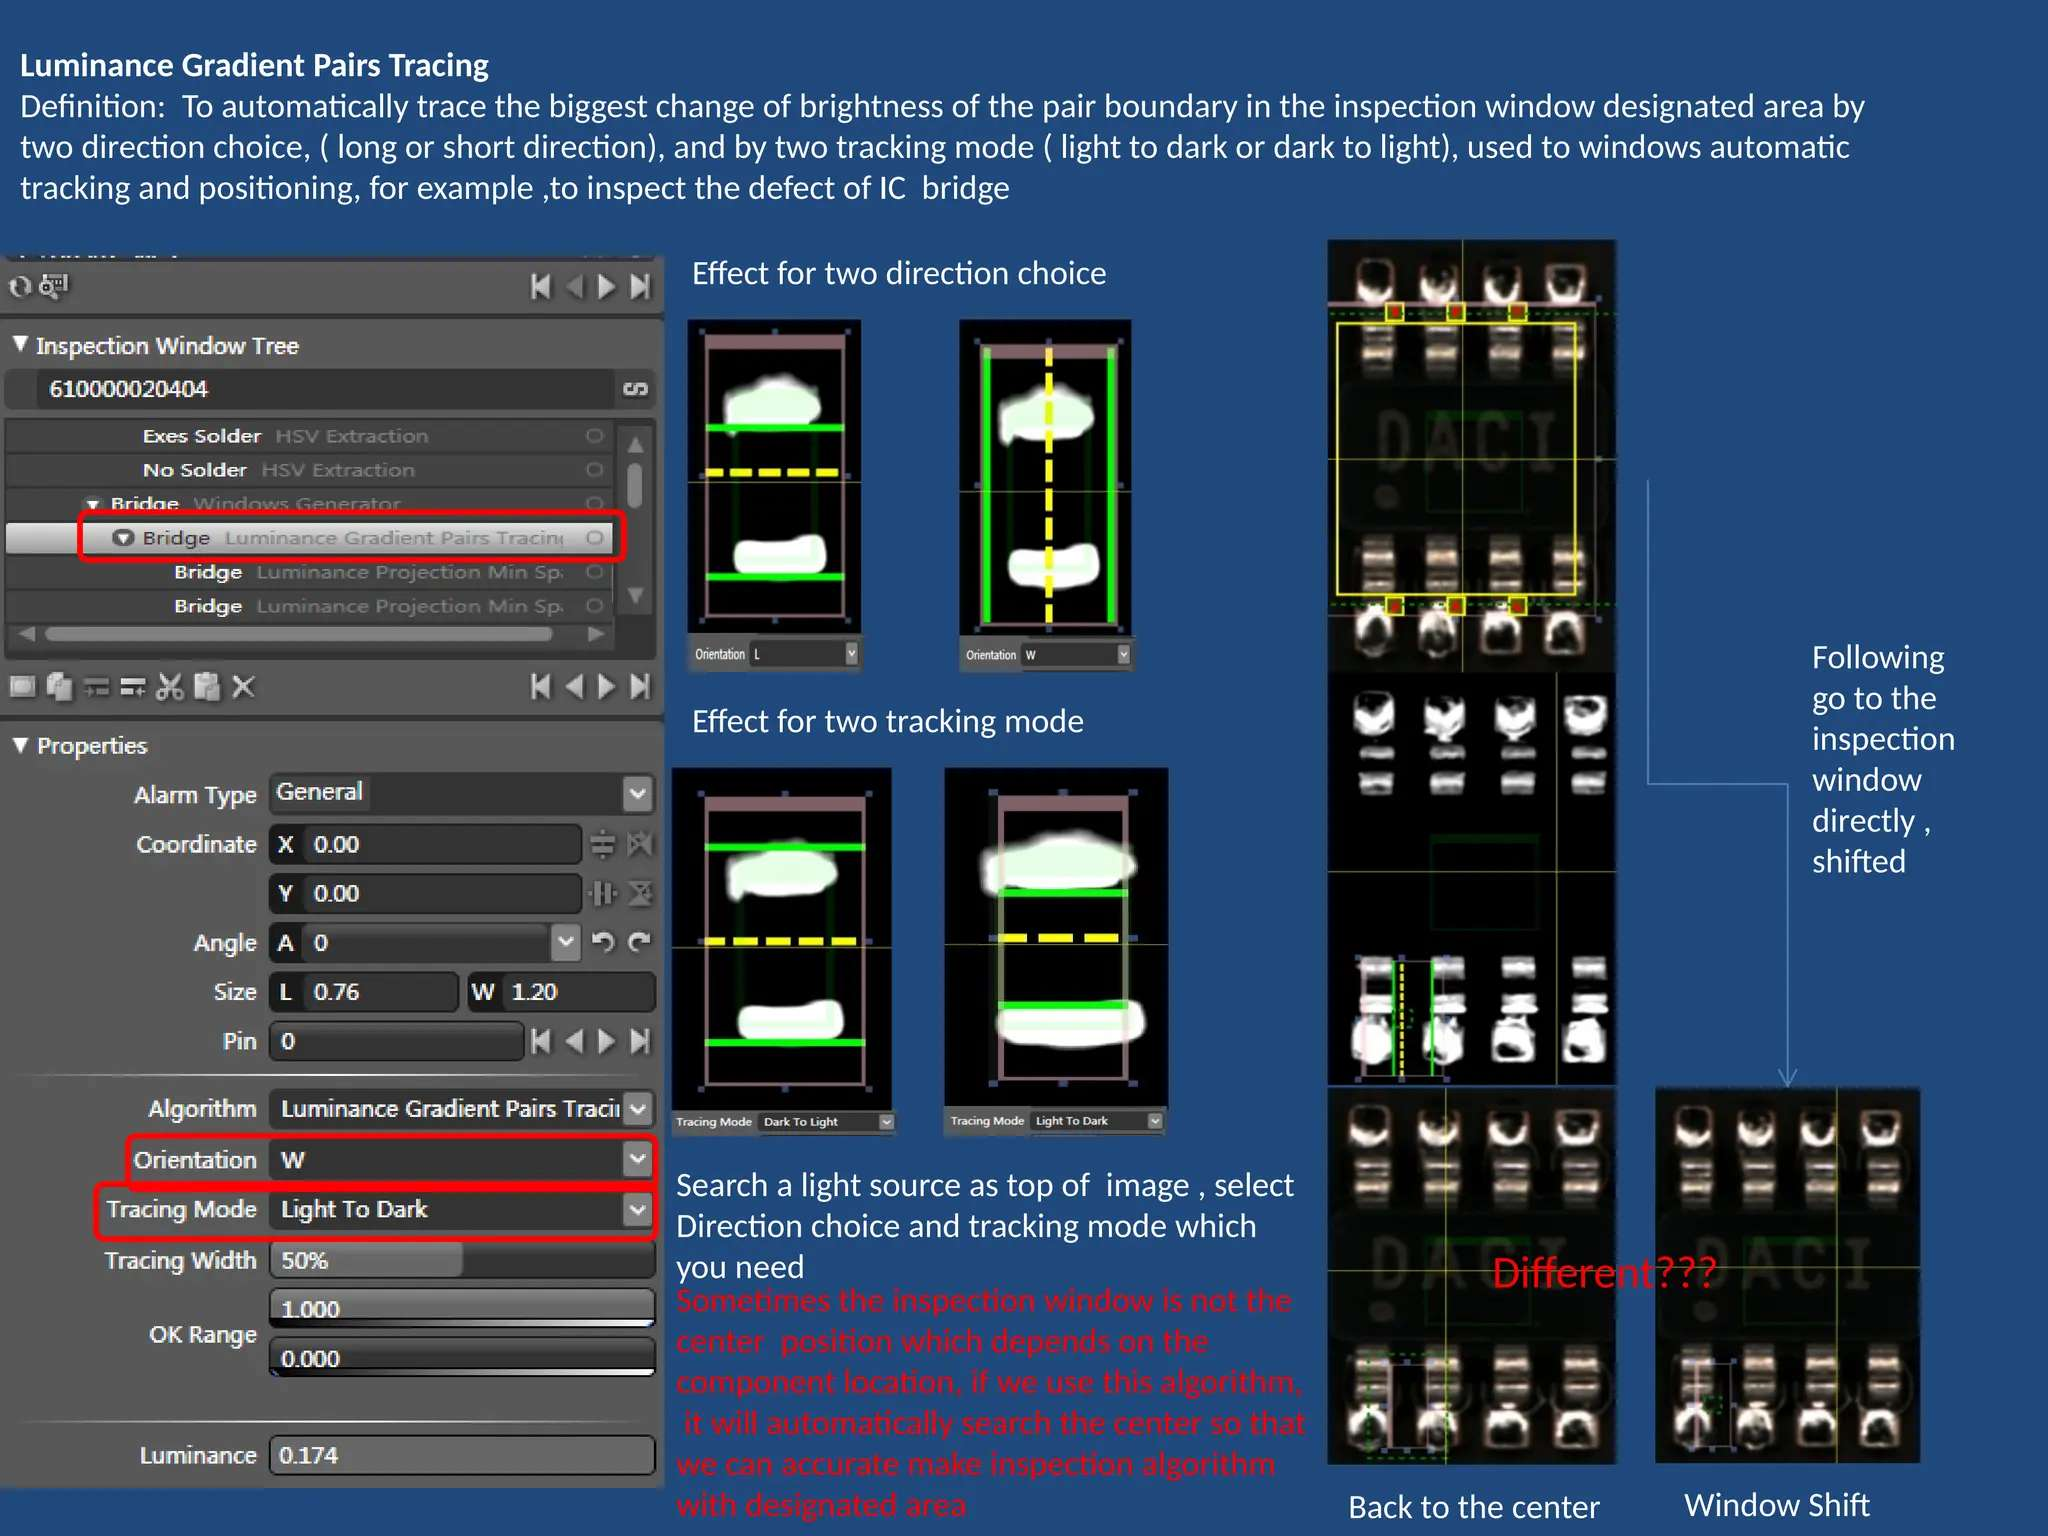 Luminance Gradient Pairs Tracing
Definition:  To automatically trace the biggest change of brightness of the pair boundary in the inspection window designated area by
two direction choice, ( long or short direction), and by two tracking mode ( light to dark or dark to light), used to windows automatic
tracking and positioning, for example ,to inspect the defect of IC  bridge
Inspection Window Tree
610000020404
Exes Solder HSV Extraction
No Solder HSV Extraction
Bridge Windows Generator
Bridge Luminance Gradient Pairs Tracing
Bridge Luminance Projection Min Sp
Bridge Luminance Projection Min Sp
Properties
Alarm Type General
Coordinate X 0.00
Y 0.00
Angle A 0
Size L 0.76 W 1.20
Pin 0
Algorithm Luminance Gradient Pairs Traci
Orientation W
Tracing Mode Light To Dark
Tracing Width 50%
1.000
OK Range
0.000
Luminance 0.174
Effect for two direction choice
Orientation L
Orientation W
Effect for two tracking mode
Tracing Mode Dark To Light
Tracing Mode Light To Dark
Search a light source as top of  image , select
Direction choice and tracking mode which
you need
Sometimes the inspection window is not the
center  position which depends on the
component location, if we use this algorithm,
it will automatically search the center so that
we can accurate make inspection algorithm
with designated area
DACI
Following
go to the
inspection
window
directly ,
shifted
DACI
Different???
DACI
Back to the center
Window Shift